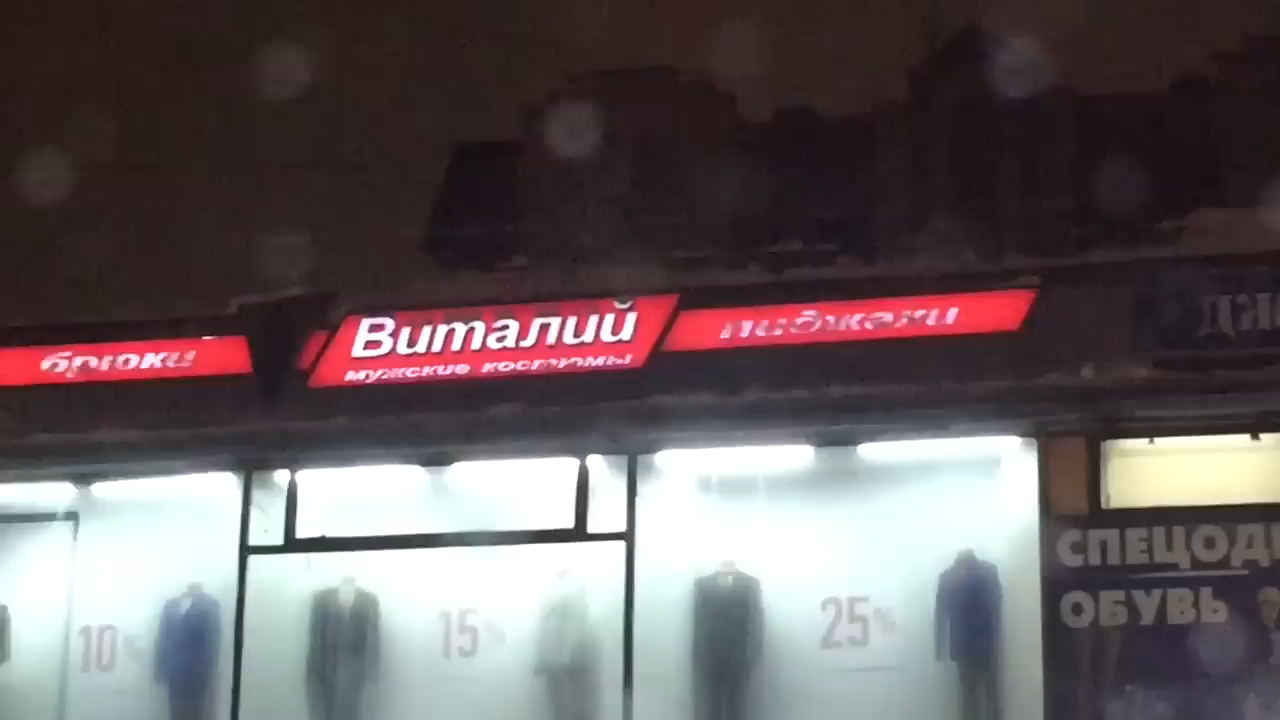 брюки
Виталий
мужские костюмы
пиджаки
10%
15%
25%
СПЕЦОД
ОБУВЬ